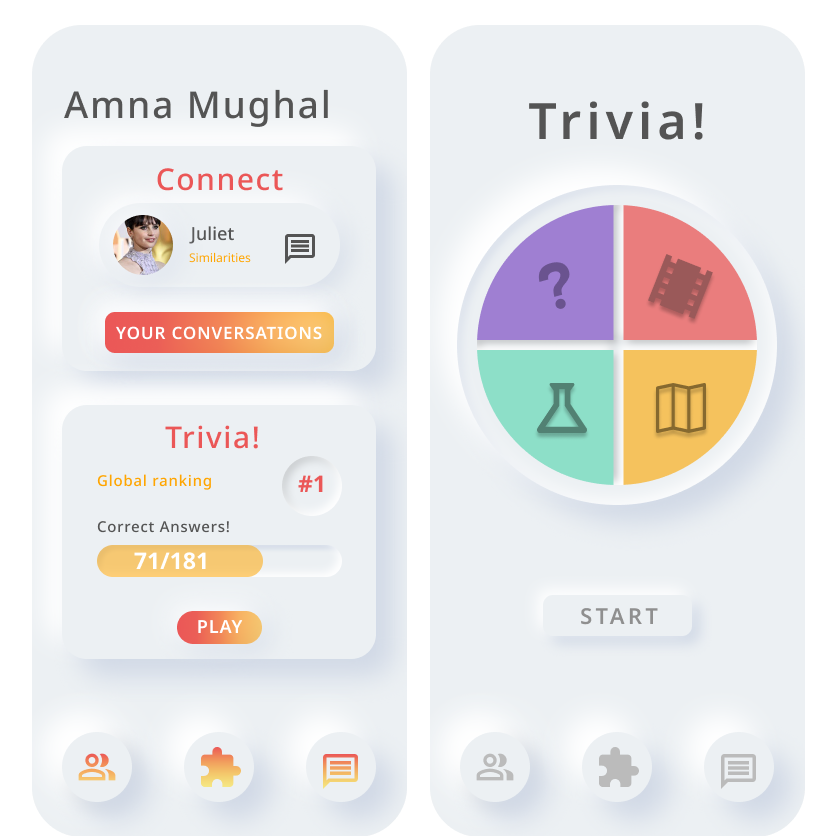 Amna Mughal
Connect
Juliet
Similarities
YOUR CONVERSATIONS
Trivia!
Global ranking
#1
Correct Answers!
71/181
PLAY
Trivia!
?
START